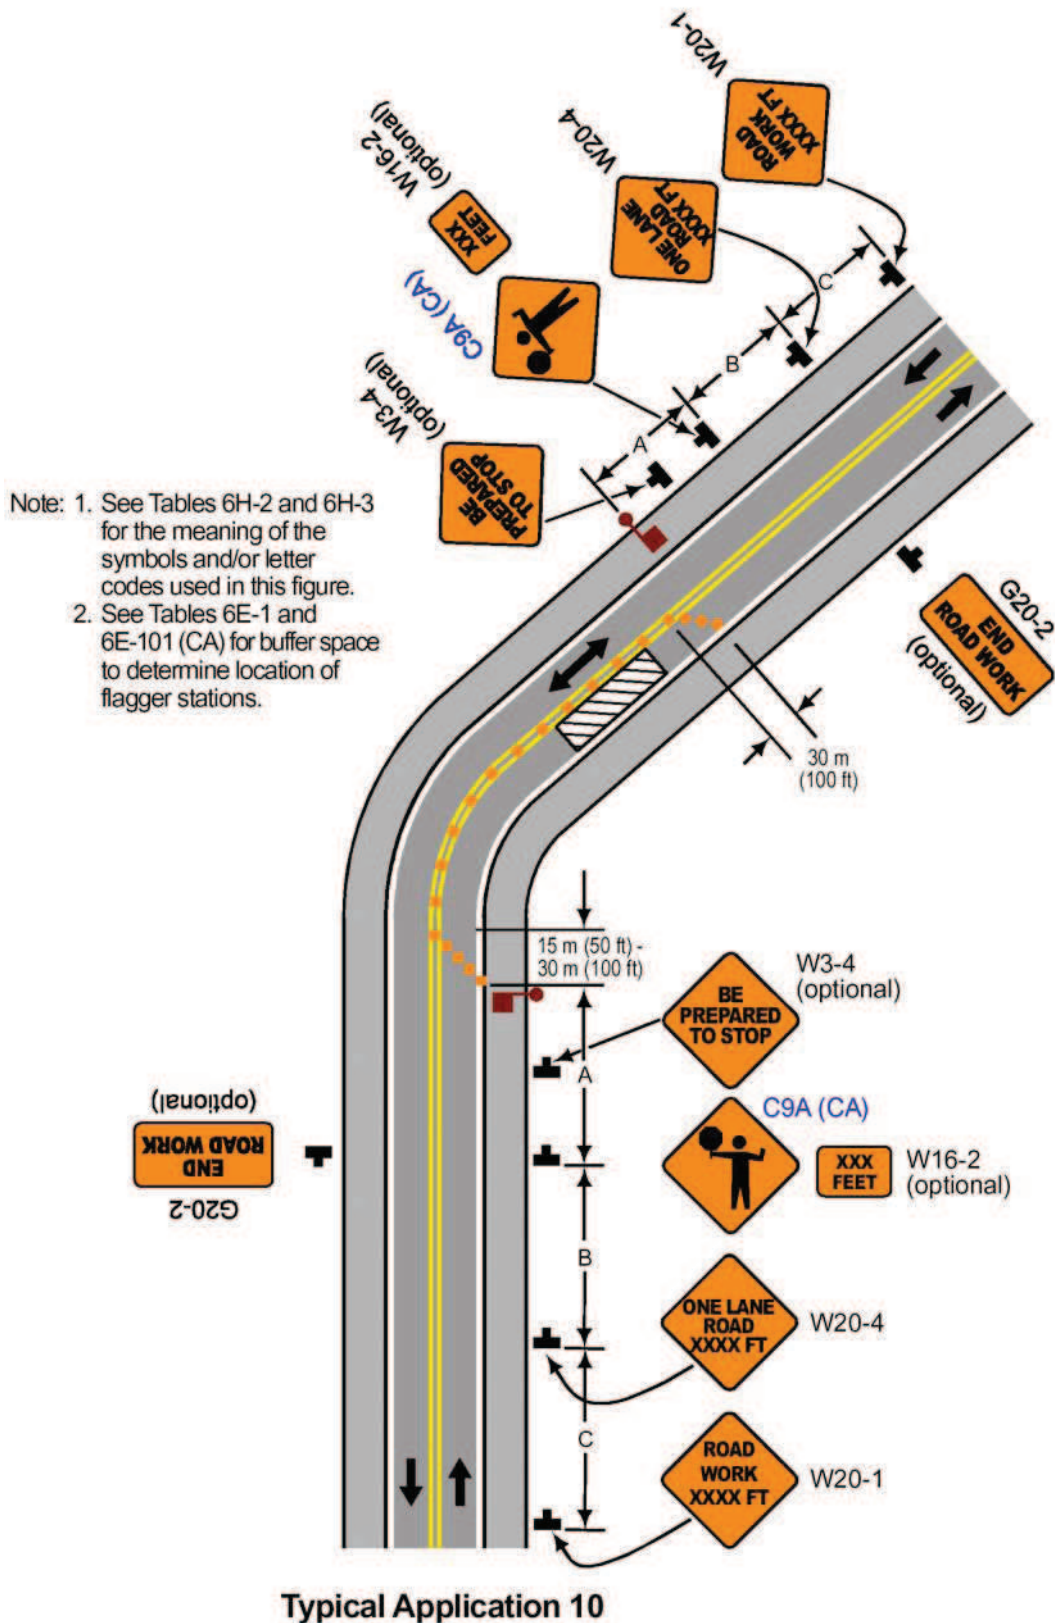 W20-1
ROAD
WORK
XXXX FT
W20-4
ONE LANE
ROAD
XXXX FT
C
W16-2
(optional)
XXX
FEET
C9A (CA)
B
W3-4
(optional)
BE
PREPARED
TO STOP
A
Note: 1. See Tables 6H-2 and 6H-3
for the meaning of the
symbols and/or letter
codes used in this figure.
2. See Tables 6E-1 and
6E-101 (CA) for buffer space
to determine location of
flagger stations.
G20-2
END
ROAD WORK
(optional)
30 m
(100 ft)
15 m (50 ft) -
30 m (100 ft)
BE
PREPARED
TO STOP
W3-4
(optional)
A
C9A (CA)
XXX
FEET
W16-2
(optional)
G20-2
END
ROAD WORK
(optional)
B
ONE LANE
ROAD
XXXX FT
W20-4
C
ROAD
WORK
XXXX FT
W20-1
Typical Application 10